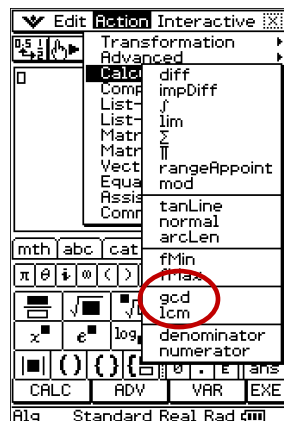 Edit Action Interactive
Transformation
Advanced
Calc
Comp
List-
List-
Matr
Matr
Vect
Equa
Assis
Comm
diff
impDiff
∫
lim
Σ
∏
rangeAppoint
mod
tanLine
normal
arcLen
fMin
fMax
gcd
lcm
denominator
numerator
mth abc cat
π θ i ∞ ( )
log
ans
CALC ADV VAR EXE
Alg Standard Real Rad